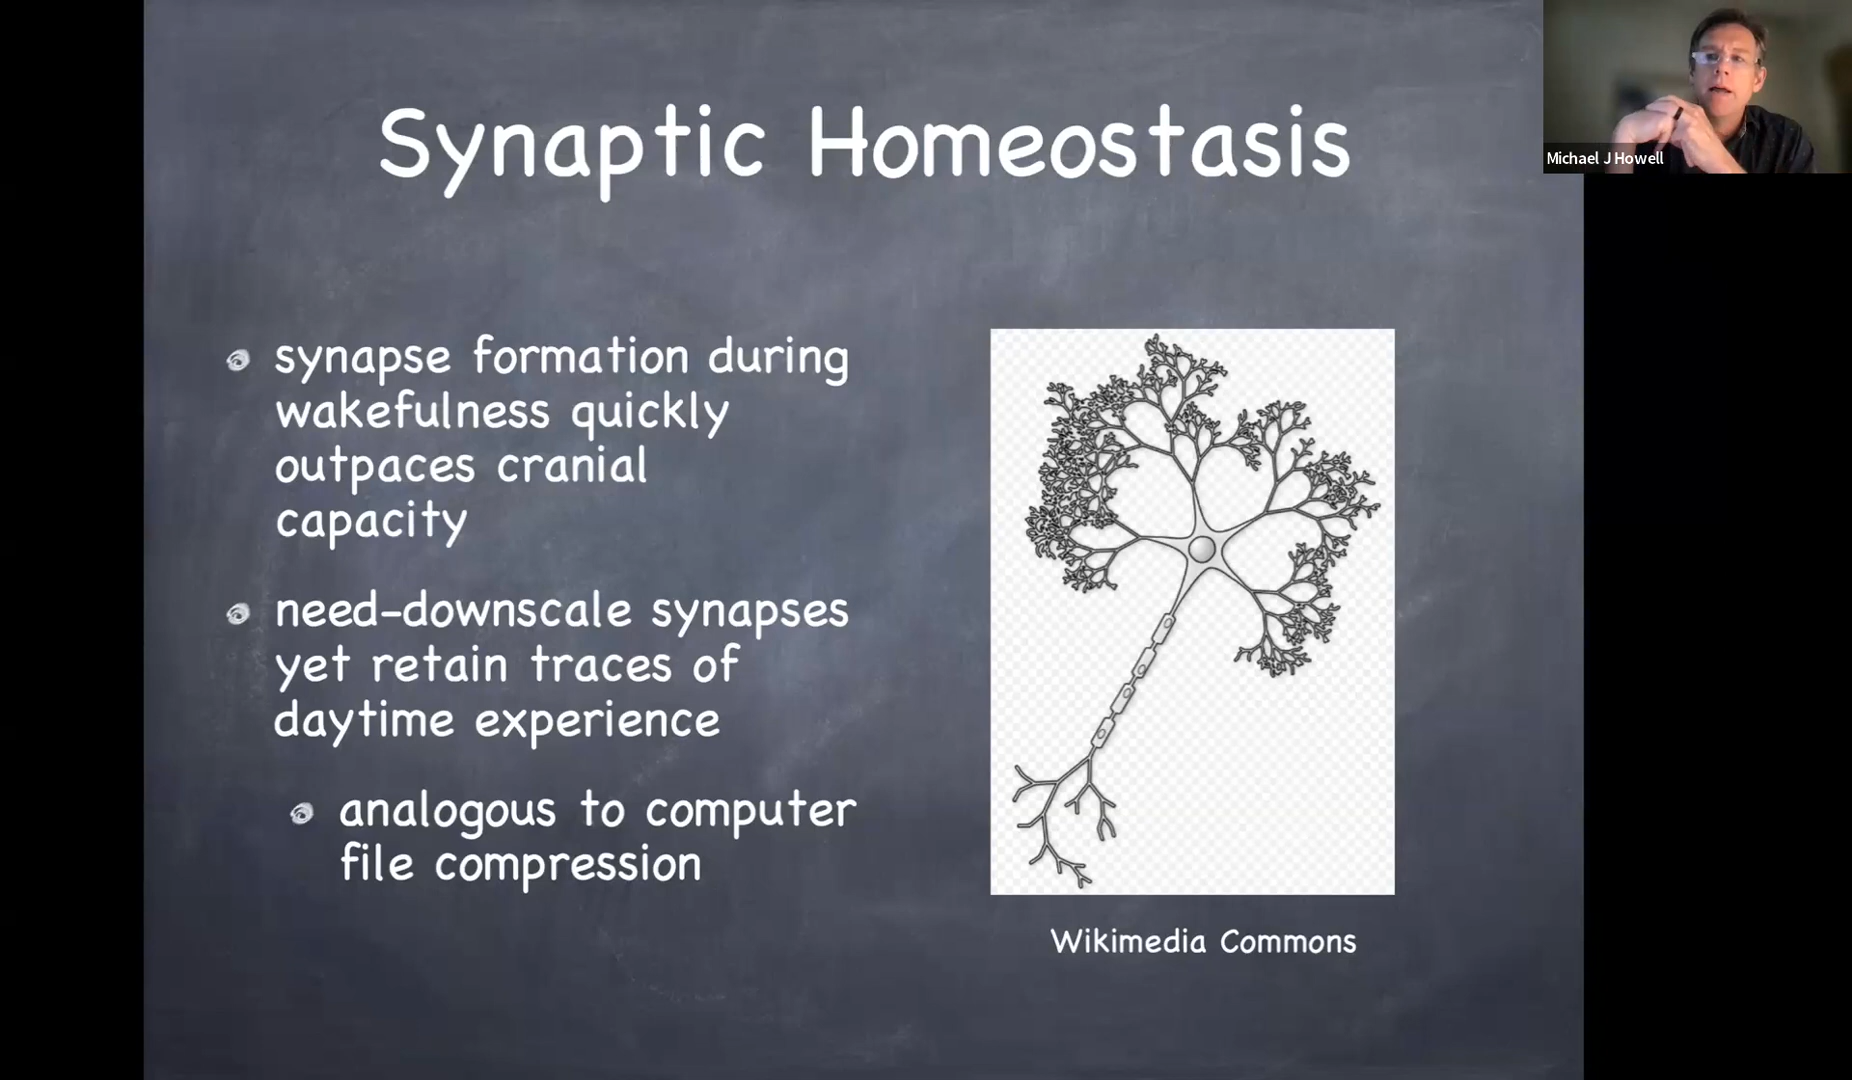 Synaptic Homeostasis
Michael J Howell
synapse formation during
wakefulness quickly
outpaces cranial
capacity
need-downscale synapses
yet retain traces of
daytime experience
analogous to computer
file compression
Wikimedia Commons